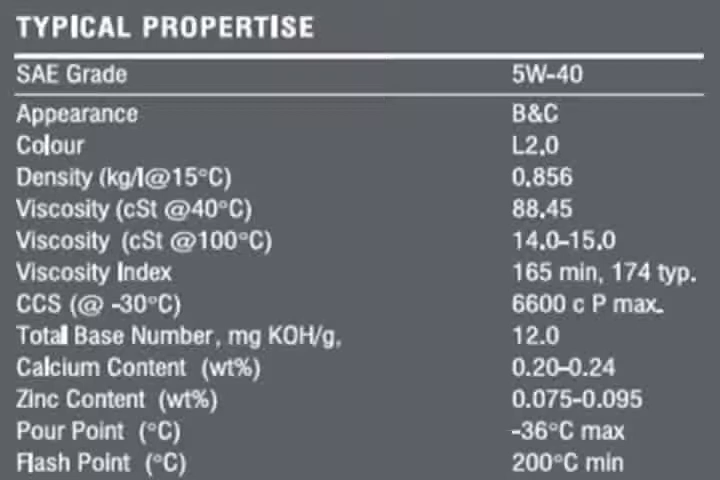 TYPICAL PROPERTISE
SAE Grade 5W-40
Appearance B&C
Colour L2.0
Density (kg/l@15°C) 0.856
Viscosity (cSt @40°C) 88.45
Viscosity (cSt @100°C) 14.0-15.0
Viscosity Index 165 min, 174 typ.
CCS (@ -30°C) 6600 c P max.
Total Base Number, mg KOH/g, 12.0
Calcium Content (wt%) 0.20-0.24
Zinc Content (wt%) 0.075-0.095
Pour Point (°C) -36°C max
Flash Point (°C) 200°C min